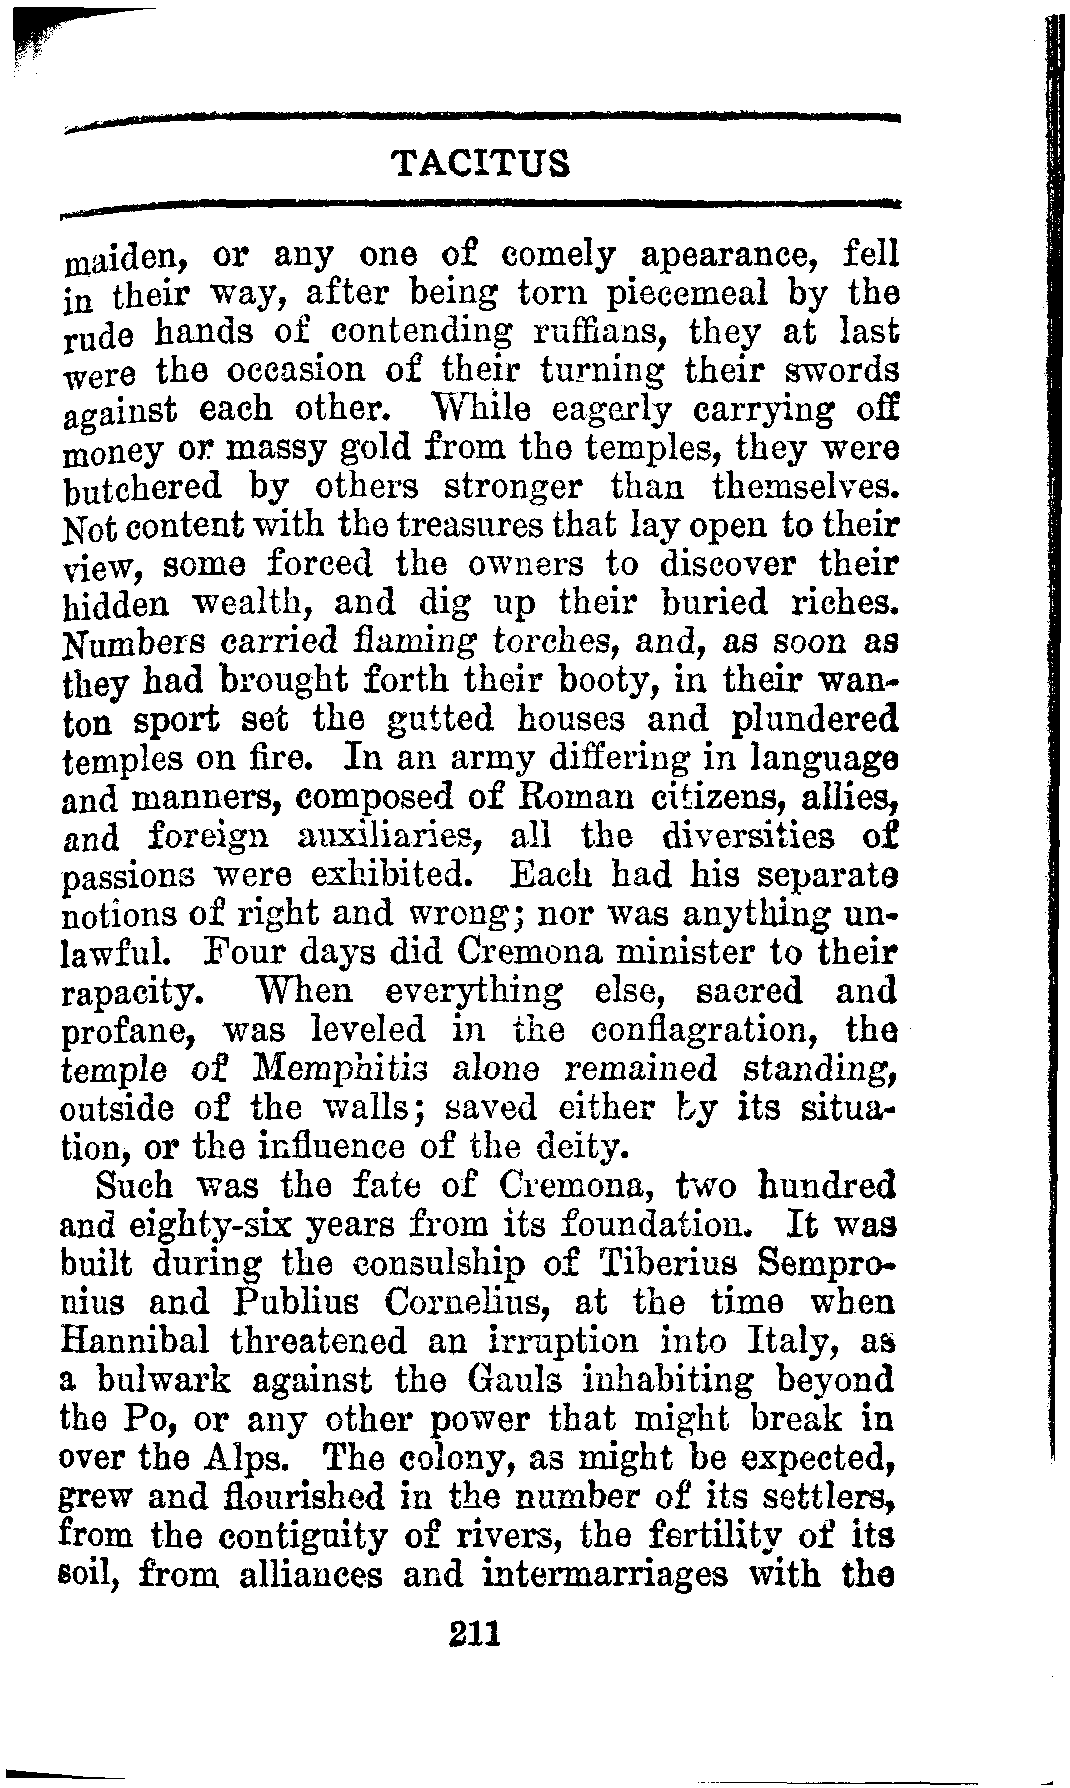 TACITUS
maiden, or any one of comely apearance, fell
in their way, after being torn piecemeal by the
rude hands of contending ruffians, they at last
were the occasion of their turning their swords
against each other. While eagerly carrying off
money or massy gold from the temples, they were
butchered by others stronger than themselves.
Not content with the treasures that lay open to their
view, some forced the owners to discover their
hidden wealth, and dig up their buried riches.
Numbers carried flaming torches, and, as soon as
they had brought forth their booty, in their wan-
ton sport set the gutted houses and plundered
temples on fire. In an army differing in language
and manners, composed of Roman citizens, allies,
and foreign auxiliaries, all the diversities of
passions were exhibited. Each had his separate
notions of right and wrong; nor was anything un-
lawful. Four days did Cremona minister to their
rapacity. When everything else, sacred and
profane, was leveled in the conflagration, the
temple of Memphitis alone remained standing,
outside of the walls; saved either by its situa-
tion, or the influence of the deity.
Such was the fate of Cremona, two hundred
and eighty-six years from its foundation. It was
built during the consulship of Tiberius Sempro-
nius and Publius Cornelius, at the time when
Hannibal threatened an irruption into Italy, as
a bulwark against the Gauls inhabiting beyond
the Po, or any other power that might break in
over the Alps. The colony, as might be expected,
grew and flourished in the number of its settlers,
from the contiguity of rivers, the fertility of its
soil, from alliances and intermarriages with the
211